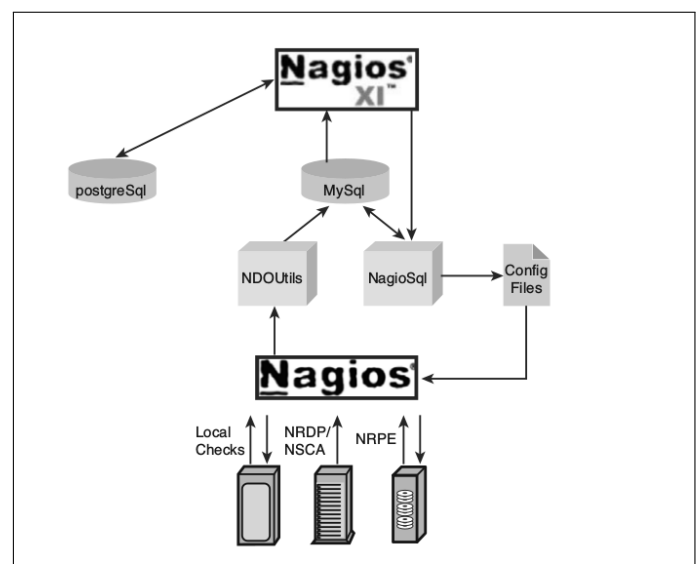 Nagios®
XI™
postgreSql
MySql
NDOUtils
NagioSql
Config
Files
Nagios®
Local
Checks
NRDP/
NSCA
NRPE